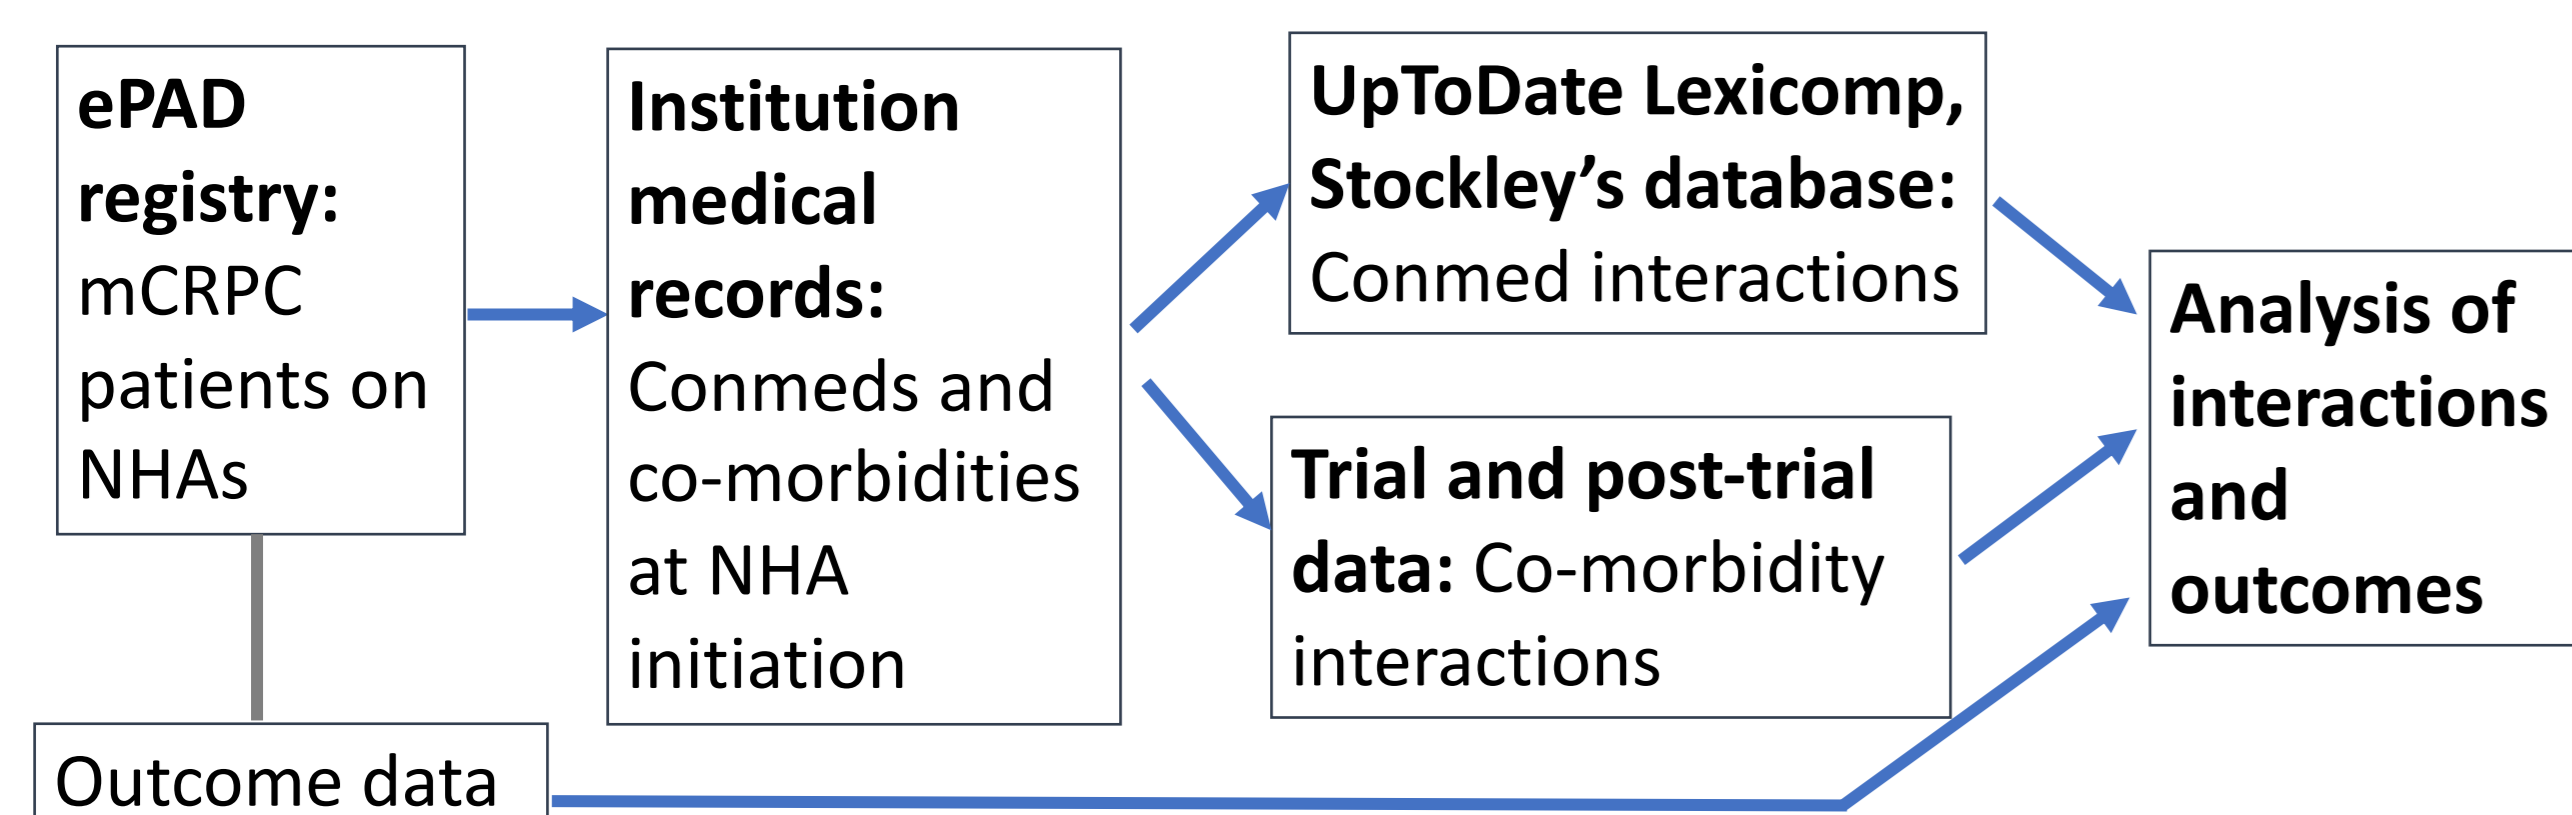 ePAD
registry:
mCRPC
patients on
NHAs
Institution
medical
records:
Conmeds and
co-morbidities
at NHA
initiation
UpToDate Lexicomp,
Stockley’s database:
Conmed interactions
Trial and post-trial
data: Co-morbidity
interactions
Analysis of
interactions
and
outcomes
Outcome data